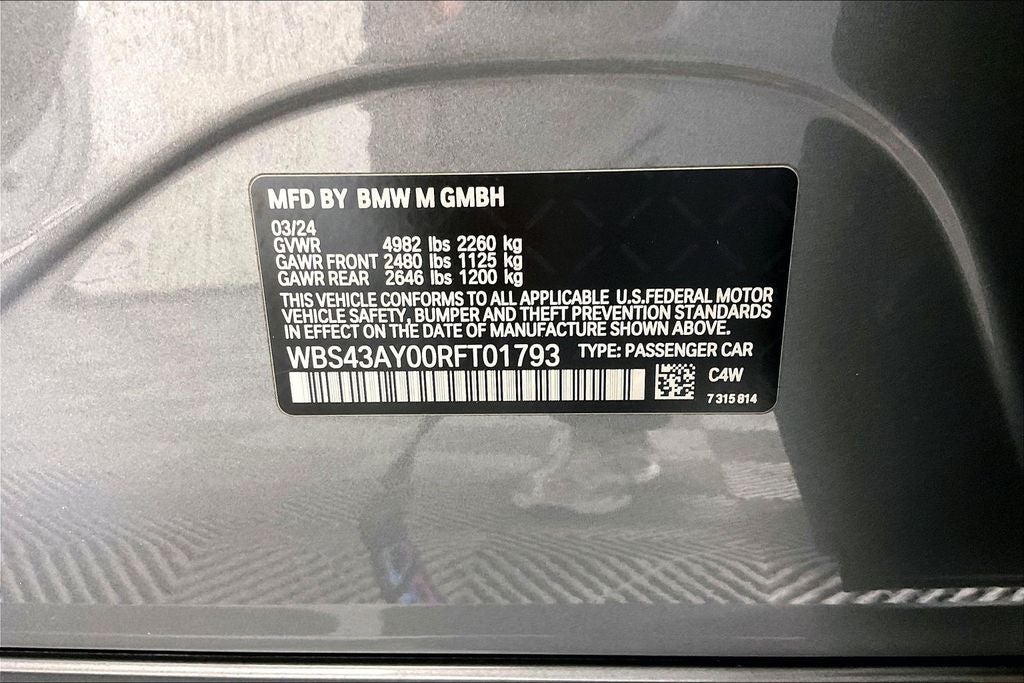 MFD BY BMW M GMBH
03/24
GVWR 4982 lbs 2260 kg
GAWR FRONT 2480 lbs 1125 kg
GAWR REAR 2646 lbs 1200 kg
THIS VEHICLE CONFORMS TO ALL APPLICABLE U.S.FEDERAL MOTOR
VEHICLE SAFETY, BUMPER AND THEFT PREVENTION STANDARDS
IN EFFECT ON THE DATE OF MANUFACTURE SHOWN ABOVE.
WBS43AY00RFT01793 TYPE: PASSENGER CAR
C4W
7 315 814